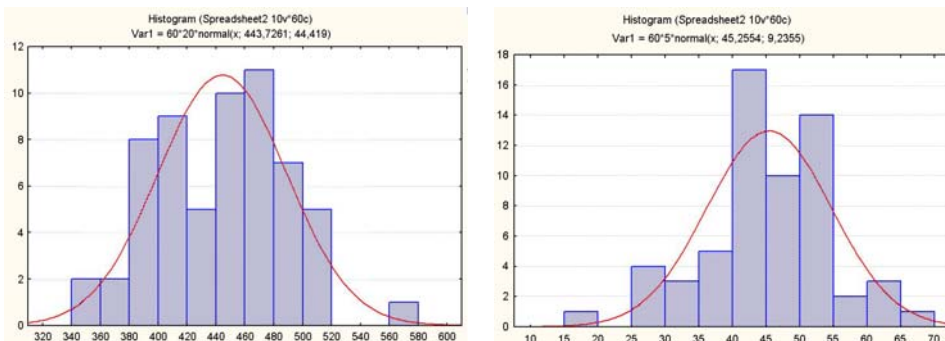 Histogram (Spreadsheet2 10v*60c)
Var1 = 60*20*normal(x; 443,7261; 44,419)
12
10
8
6
4
2
0
320 340 360 380 400 420 440 460 480 500 520 540 560 580 600
Histogram (Spreadsheet2 10v*60c)
Var1 = 60*5*normal(x; 45,2554; 9,2355)
18
16
14
12
10
8
6
4
2
0
10 15 20 25 30 35 40 45 50 55 60 65 70